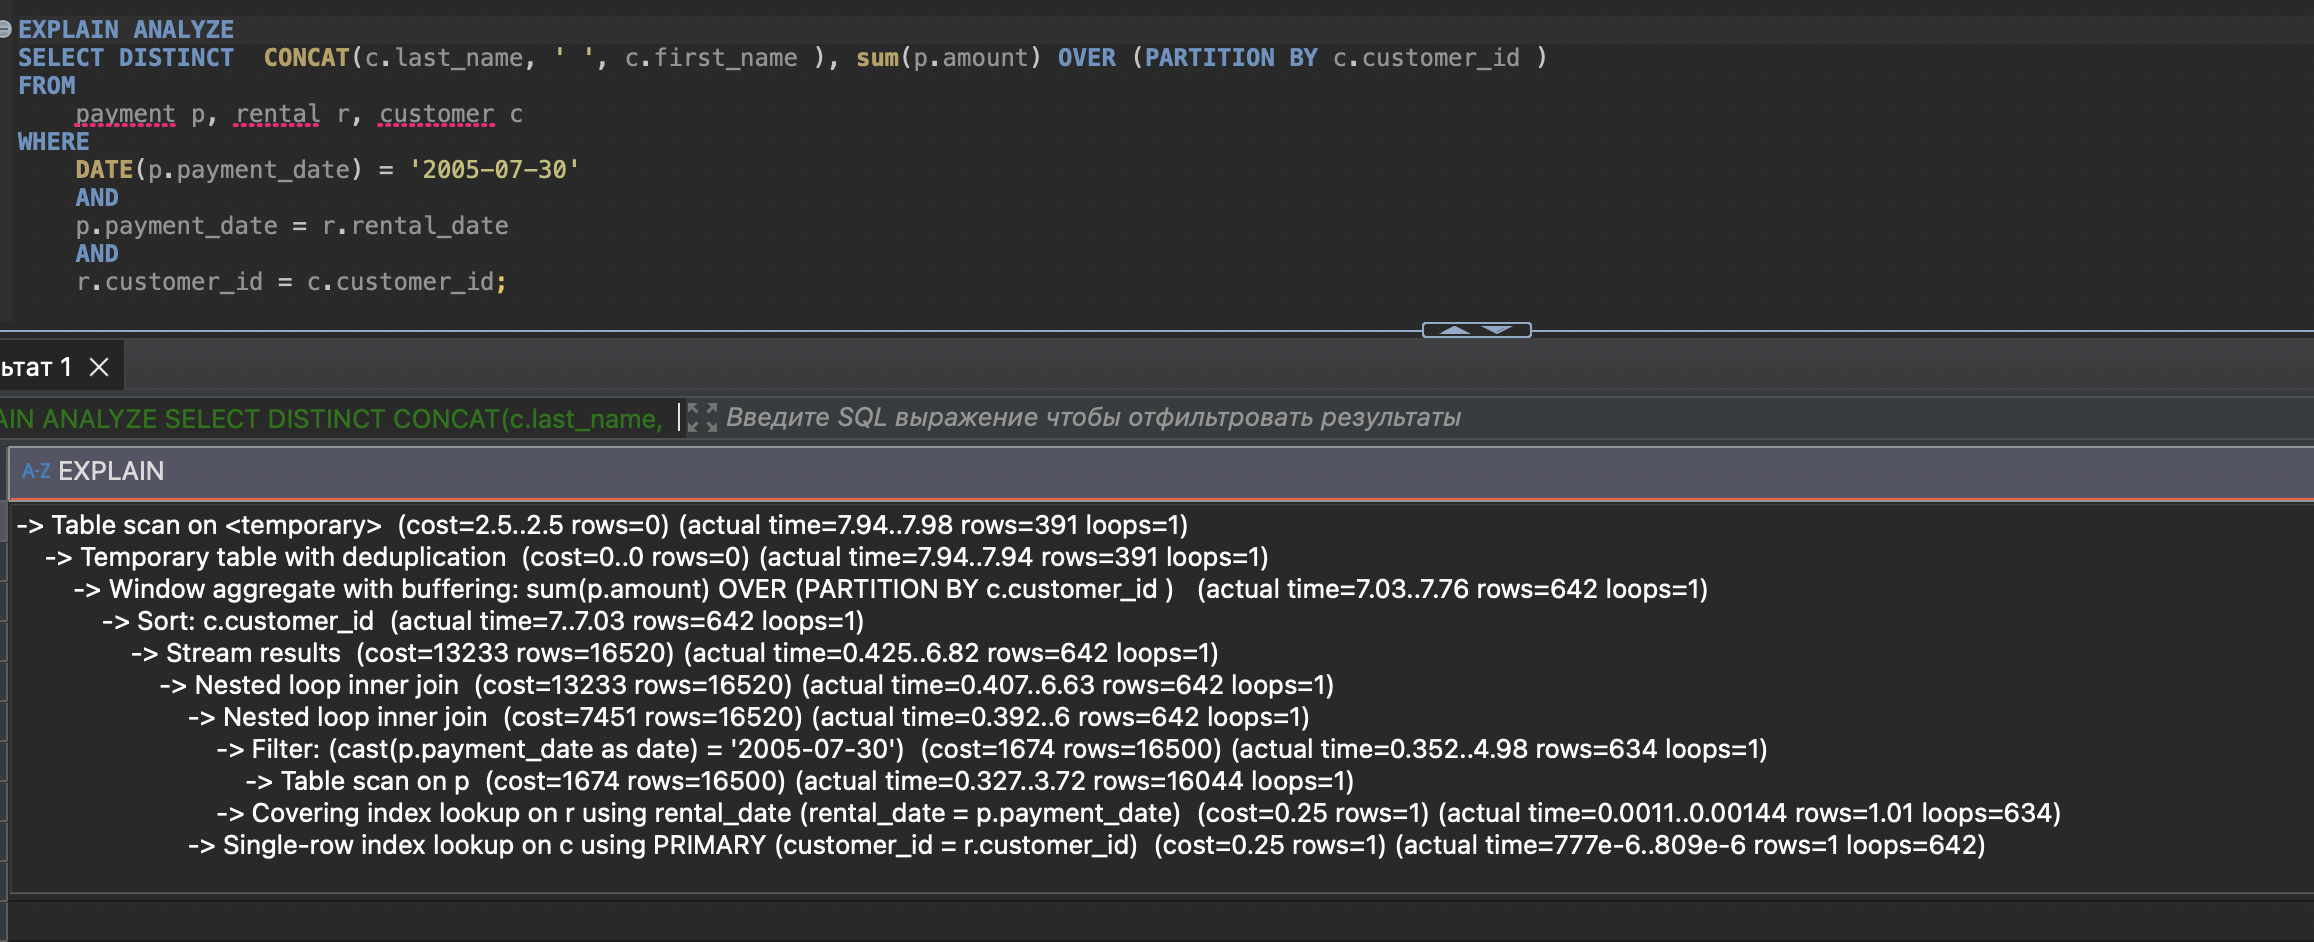 EXPLAIN ANALYZE
SELECT DISTINCT  CONCAT(c.last_name, ' ', c.first_name ), sum(p.amount) OVER (PARTITION BY c.customer_id )
FROM
    payment p, rental r, customer c
WHERE
    DATE(p.payment_date) = '2005-07-30'
    AND
    p.payment_date = r.rental_date
    AND
    r.customer_id = c.customer_id;
ьтат 1
AIN ANALYZE SELECT DISTINCT CONCAT(c.last_name, Введите SQL выражение чтобы отфильтровать результаты
A-Z EXPLAIN
-> Table scan on <temporary>  (cost=2.5..2.5 rows=0) (actual time=7.94..7.98 rows=391 loops=1)
    -> Temporary table with deduplication  (cost=0..0 rows=0) (actual time=7.94..7.94 rows=391 loops=1)
        -> Window aggregate with buffering: sum(p.amount) OVER (PARTITION BY c.customer_id )   (actual time=7.03..7.76 rows=642 loops=1)
            -> Sort: c.customer_id  (actual time=7..7.03 rows=642 loops=1)
                -> Stream results  (cost=13233 rows=16520) (actual time=0.425..6.82 rows=642 loops=1)
                    -> Nested loop inner join  (cost=13233 rows=16520) (actual time=0.407..6.63 rows=642 loops=1)
                        -> Nested loop inner join  (cost=7451 rows=16520) (actual time=0.392..6 rows=642 loops=1)
                            -> Filter: (cast(p.payment_date as date) = '2005-07-30')  (cost=1674 rows=16500) (actual time=0.352..4.98 rows=634 loops=1)
                                -> Table scan on p  (cost=1674 rows=16500) (actual time=0.327..3.72 rows=16044 loops=1)
                            -> Covering index lookup on r using rental_date (rental_date = p.payment_date)  (cost=0.25 rows=1) (actual time=0.0011..0.00144 rows=1.01 loops=634)
                        -> Single-row index lookup on c using PRIMARY (customer_id = r.customer_id)  (cost=0.25 rows=1) (actual time=777e-6..809e-6 rows=1 loops=642)